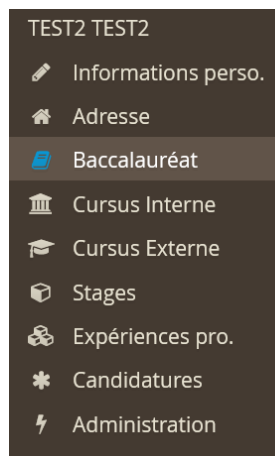 TEST2 TEST2
Informations perso.
Adresse
Baccalauréat
Cursus Interne
Cursus Externe
Stages
Expériences pro.
Candidatures
Administration